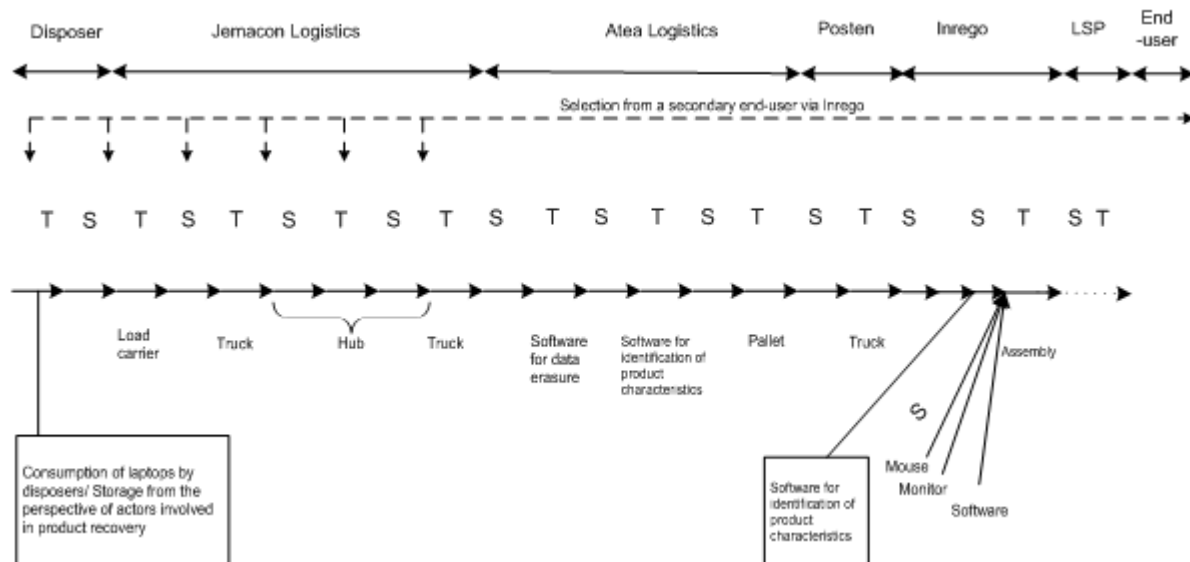 Disposer Jemacon Logistics Atea Logistics Posten Inrego LSP End
-user
Selection from a secondary end-user via Inrego
T S T S T S T S T S T S T S T S T S S T S T
Load
carrier
Truck
Hub
Truck
Software
for data
erasure
Software for
identification of
product
characteristics
Pallet
Truck
Assembly
S
Mouse
Monitor
Software
Consumption of laptops by
disposers/ Storage from the
perspective of actors involved
in product recovery
Software for
identification of
product
characteristics